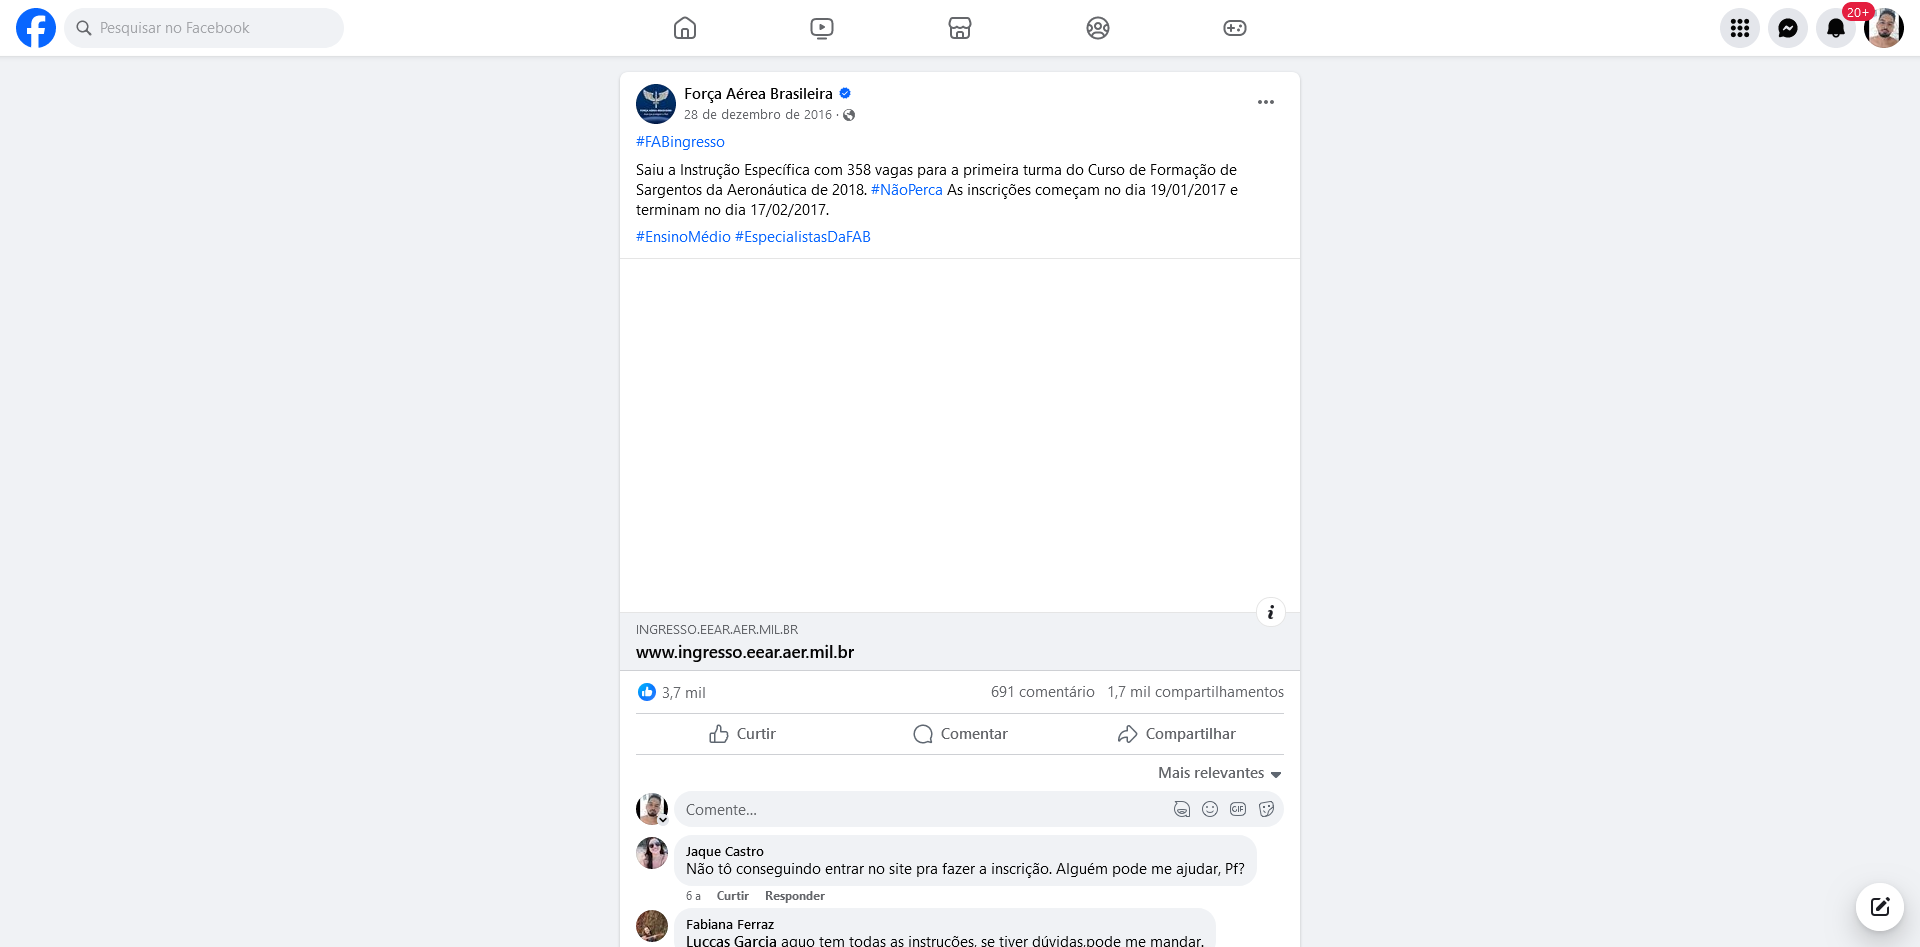 Pesquisar no Facebook
20+
Força Aérea Brasileira
28 de dezembro de 2016 ·
#FABingresso
Saiu a Instrução Específica com 358 vagas para a primeira turma do Curso de Formação de
Sargentos da Aeronáutica de 2018. #NãoPerca As inscrições começam no dia 19/01/2017 e
terminam no dia 17/02/2017.
#EnsinoMédio #EspecialistasDaFAB
INGRESSO.EEAR.AER.MIL.BR
www.ingresso.eear.aer.mil.br
3,7 mil
691 comentário 1,7 mil compartilhamentos
Curtir
Comentar
Compartilhar
Mais relevantes
Comente...
GIF
Jaque Castro
Não tô conseguindo entrar no site pra fazer a inscrição. Alguém pode me ajudar, Pf?
6 a Curtir Responder
Fabiana Ferraz
Luccas Garcia aquo tem todas as instruções, se tiver dúvidas,pode me mandar.